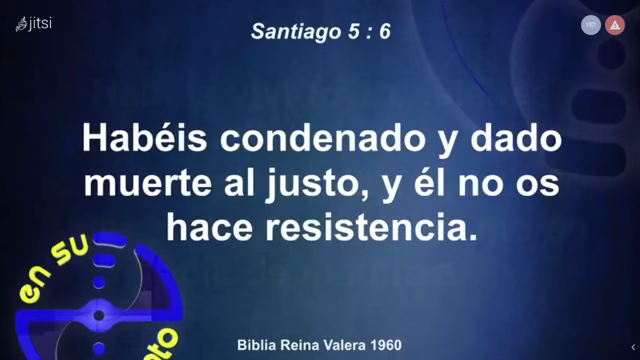 jitsi
HD
Santiago 5 : 6
Habéis condenado y dado
muerte al justo, y él no os
hace resistencia.
en su
Biblia Reina Valera 1960